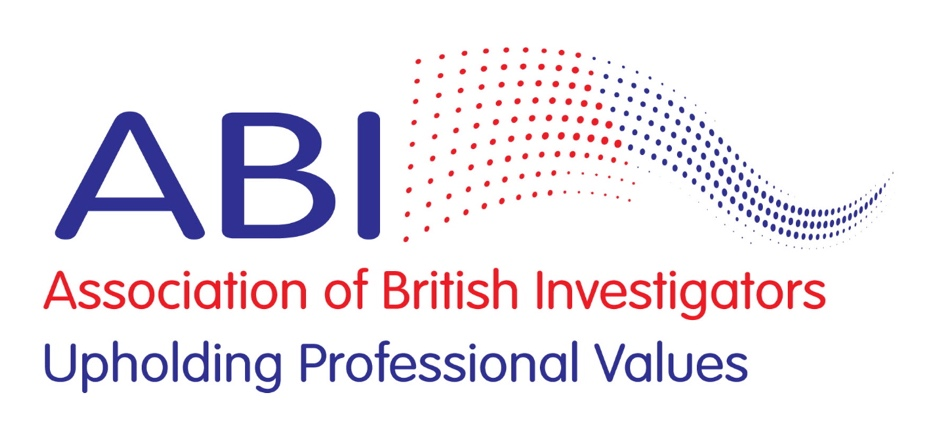 ABI
Association of British Investigators
Upholding Professional Values